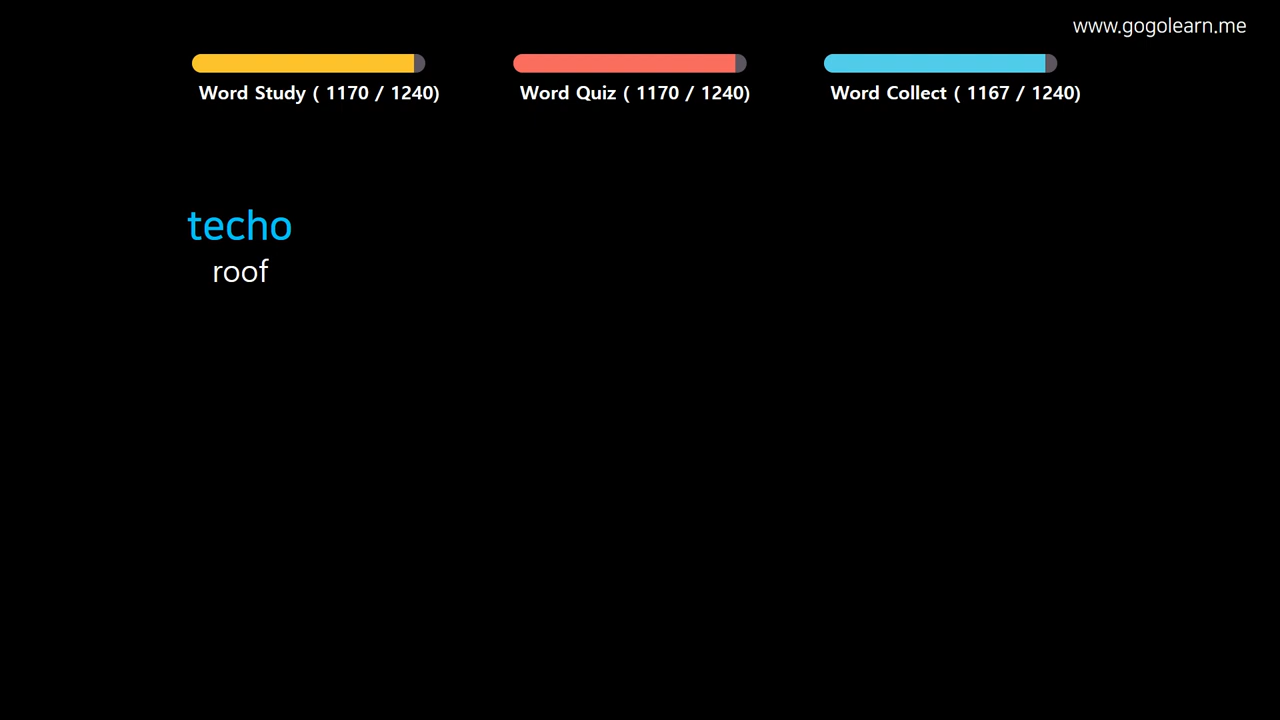 www.gogolearn.me
Word Study ( 1170 / 1240)
Word Quiz ( 1170 / 1240)
Word Collect ( 1167 / 1240)
techo
roof